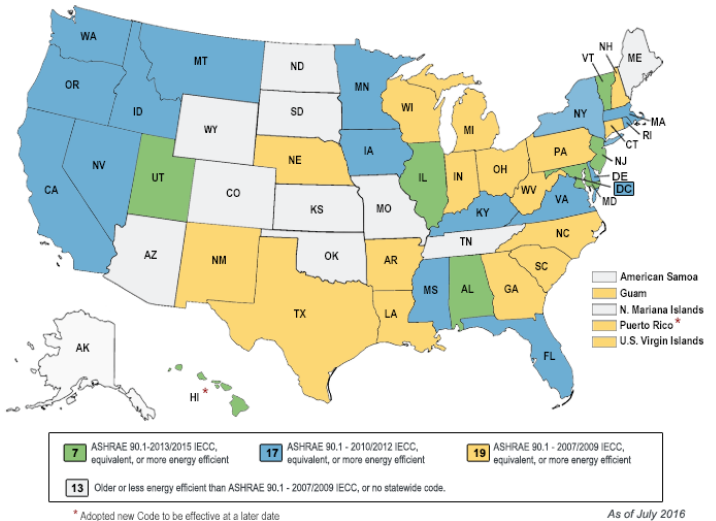 WA
MT
ND
MN
ME
VT
NH
OR
ID
SD
WI
MI
NY
MA
RI
CT
WY
NE
IA
PA
NJ
NV
UT
IL
IN
OH
DE
DC
CA
CO
WV
VA
MD
KS
MO
KY
NC
TN
AZ
NM
OK
AR
SC
MS
AL
GA
TX
LA
FL
AK
HI *
American Samoa
Guam
N. Mariana Islands
Puerto Rico *
U.S. Virgin Islands
7 ASHRAE 90.1-2013/2015 IECC,
equivalent, or more energy efficient
17 ASHRAE 90.1 - 2010/2012 IECC,
equivalent, or more energy efficient
19 ASHRAE 90.1 - 2007/2009 IECC,
equivalent, or more energy efficient
13 Older or less energy efficient than ASHRAE 90.1 - 2007/2009 IECC, or no statewide code.
* Adopted new Code to be effective at a later date
As of July 2016